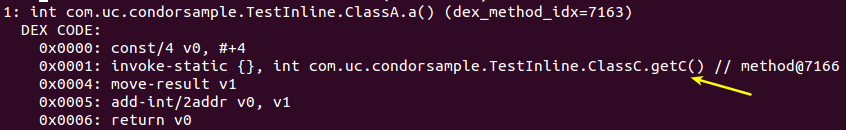 1: int com.uc.condorsample.TestInline.ClassA.a() (dex_method_idx=7163)
DEX CODE:
0x0000: const/4 v0, #+4
0x0001: invoke-static {}, int com.uc.condorsample.TestInline.ClassC.getC() // method@7166
0x0004: move-result v1
0x0005: add-int/2addr v0, v1
0x0006: return v0